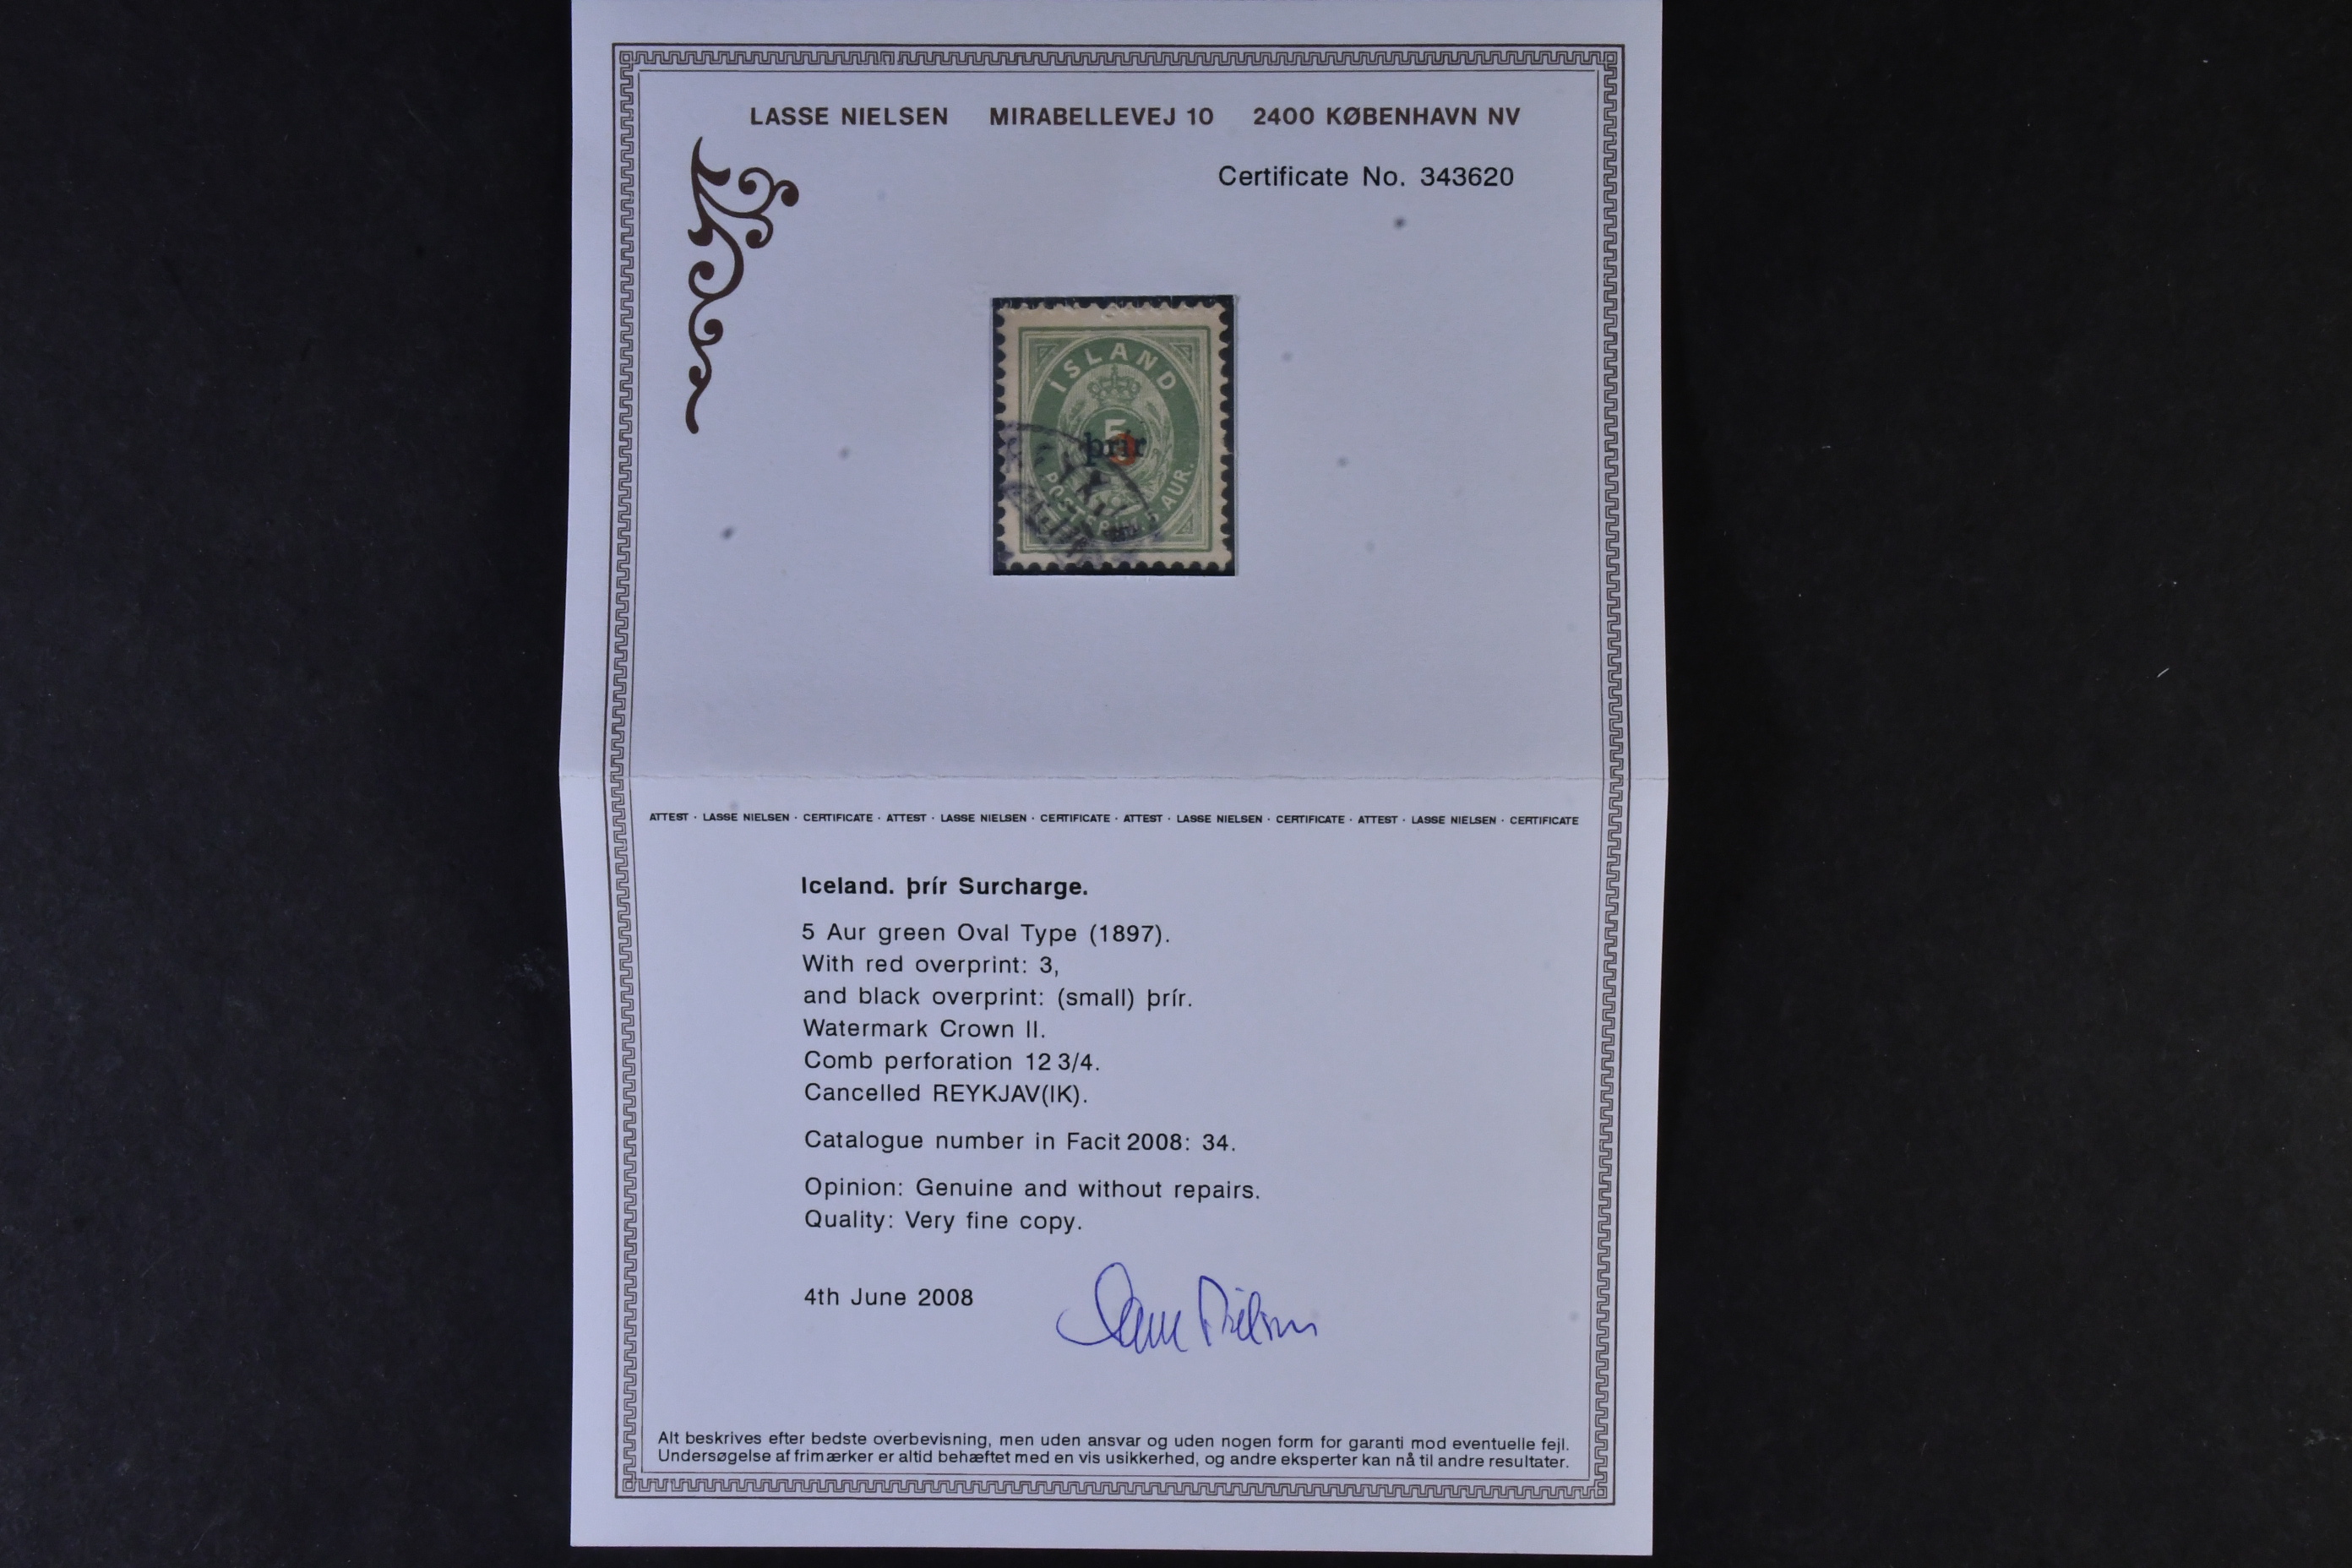 LASSE NIELSEN MIRABELLEVEJ 10 2400 KØBENHAVN NV
Certificate No. 343620
ÍSLAND
5
þrír
3
5 AUR.
ATTEST · LASSE NIELSEN · CERTIFICATE · ATTEST · LASSE NIELSEN · CERTIFICATE · ATTEST · LASSE NIELSEN · CERTIFICATE · ATTEST · LASSE NIELSEN · CERTIFICATE
Iceland. þrír Surcharge.
5 Aur green Oval Type (1897).
With red overprint: 3,
and black overprint: (small) þrír.
Watermark Crown II.
Comb perforation 12 3/4.
Cancelled REYKJAV(IK).
Catalogue number in Facit 2008: 34.
Opinion: Genuine and without repairs.
Quality: Very fine copy.
4th June 2008
Lasse Nielsen
Alt beskrives efter bedste overbevisning, men uden ansvar og uden nogen form for garanti mod eventuelle fejl.
Undersøgelse af frimærker er altid behæftet med en vis usikkerhed, og andre eksperter kan nå til andre resultater.